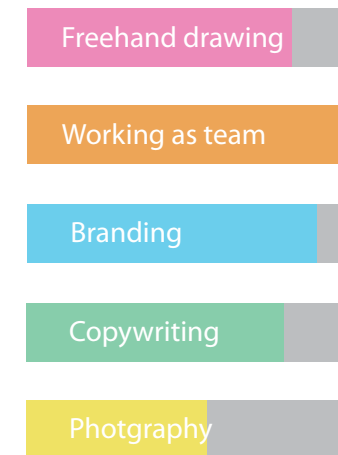 Freehand drawing
Working as team
Branding
Copywriting
Photgraphy